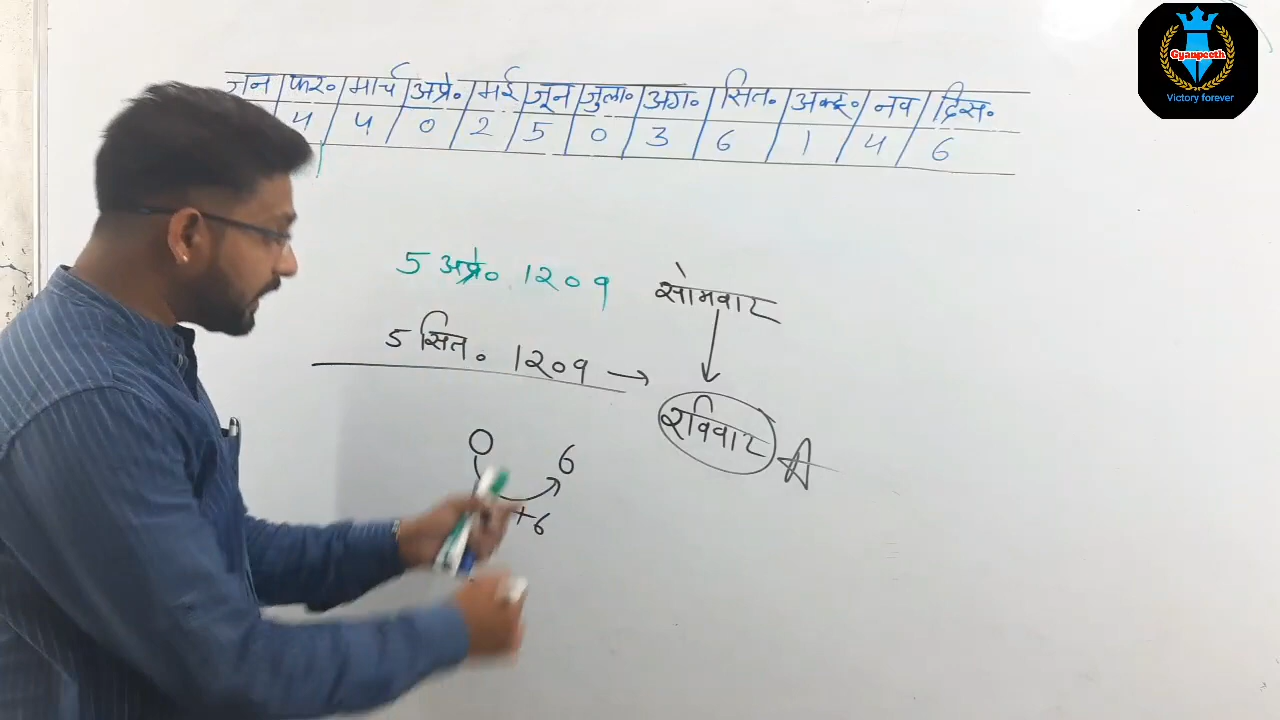 Gyanpeeth
Victory forever
जन फर० मार्च अप्रे० मई जून जुला० अग० सित० अक्टू० नव दिस०
4 4 0 2 5 0 3 6 1 4 6
5 अप्रे० 1209 सोमवार
5 सित० 1209 → रविवार
0 6
+6